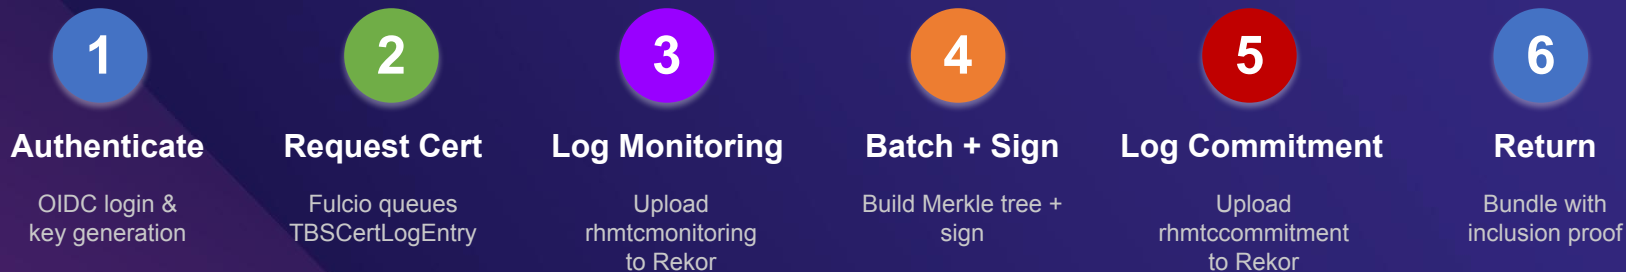 1
Authenticate
OIDC login &
key generation
2
Request Cert
Fulcio queues
TBSCertLogEntry
3
Log Monitoring
Upload
rhmtcmonitoring
to Rekor
4
Batch + Sign
Build Merkle tree +
sign
5
Log Commitment
Upload
rhmtccommitment
to Rekor
6
Return
Bundle with
inclusion proof